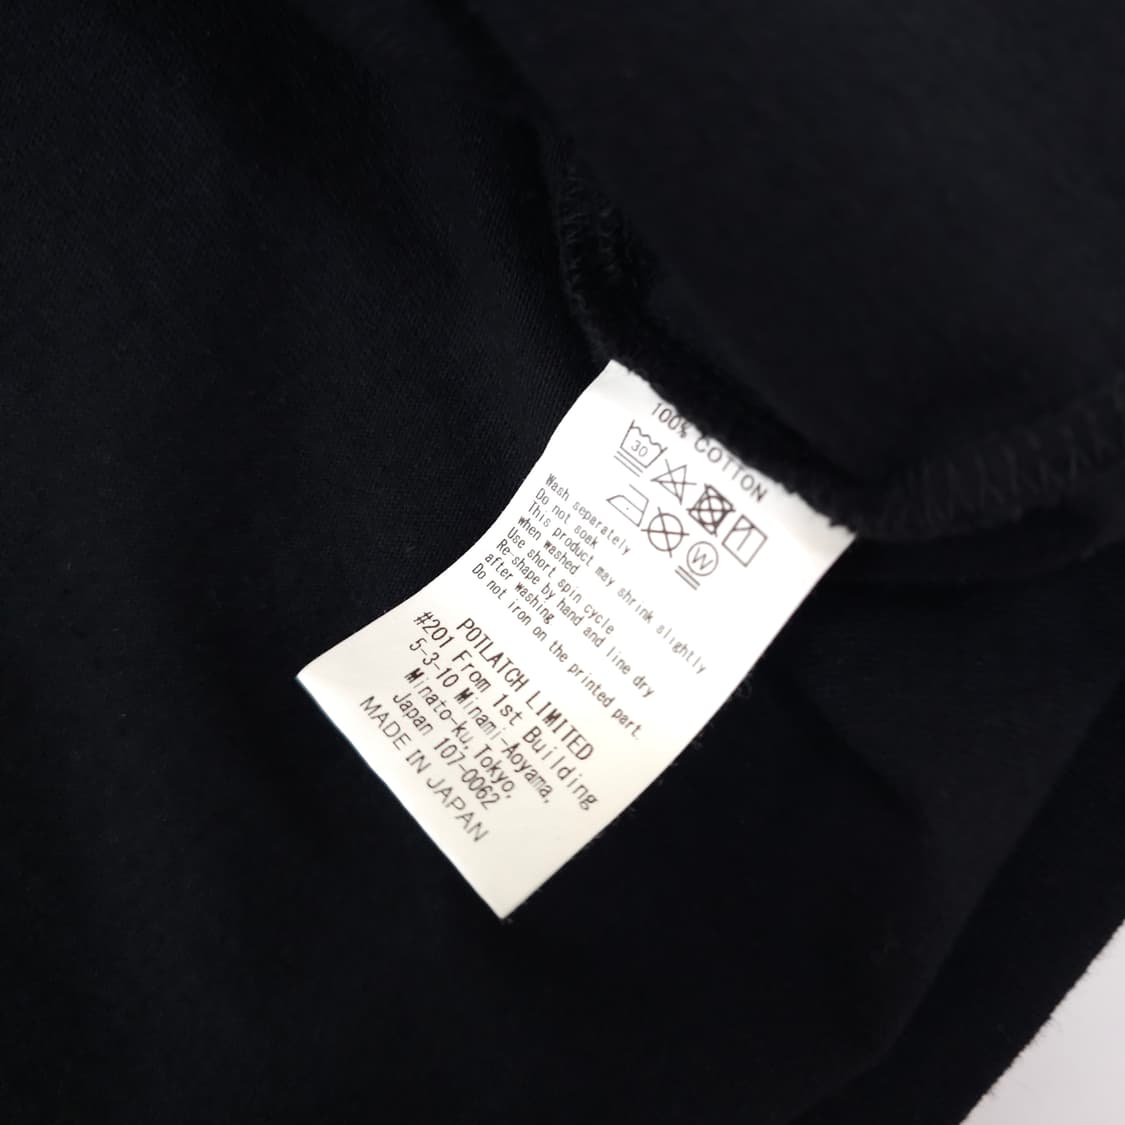 100% COTTON
30
W
Wash separately
Do not soak
This product may shrink slightly
when washed
Use short spin cycle
Re-shape by hand and line dry
after washing
Do not iron on the printed part.
POTLATCH LIMITED
#201 From 1st. Building
5-3-10 Minami-Aoyama,
Minato-ku, Tokyo,
Japan 107-0062
MADE IN JAPAN